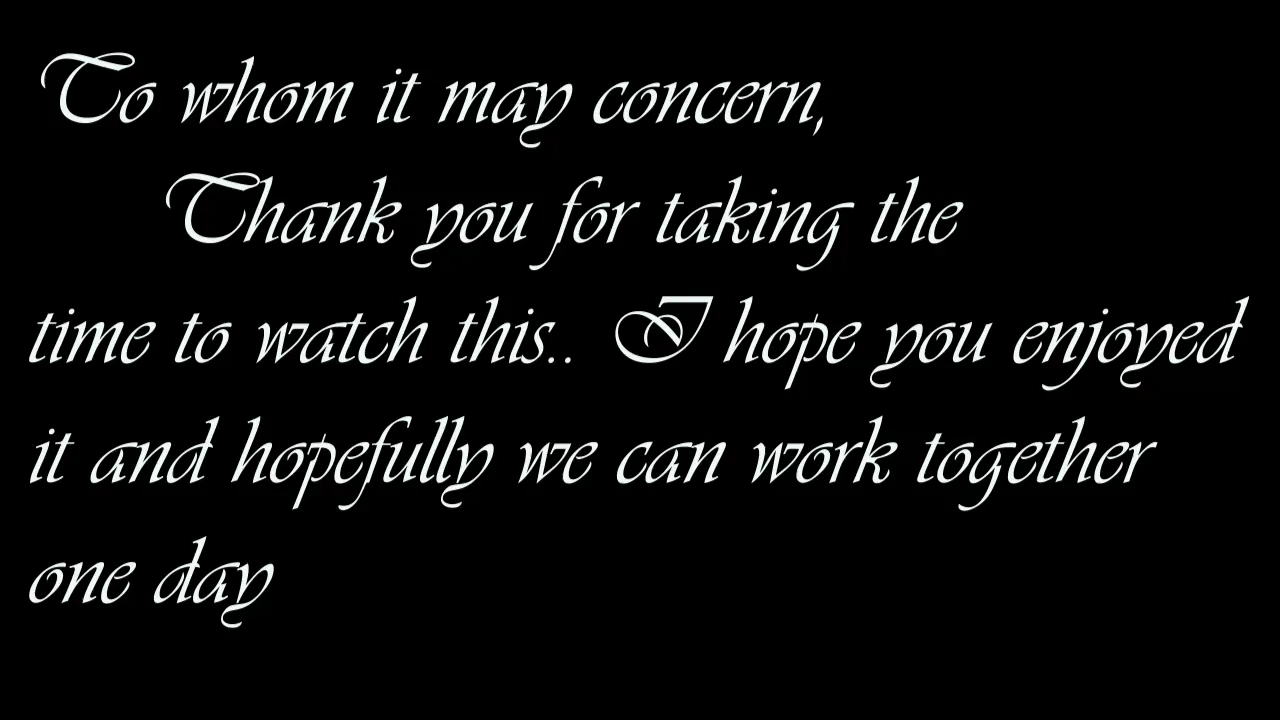 To whom it may concern,
Thank you for taking the
time to watch this.. I hope you enjoyed
it and hopefully we can work together
one day